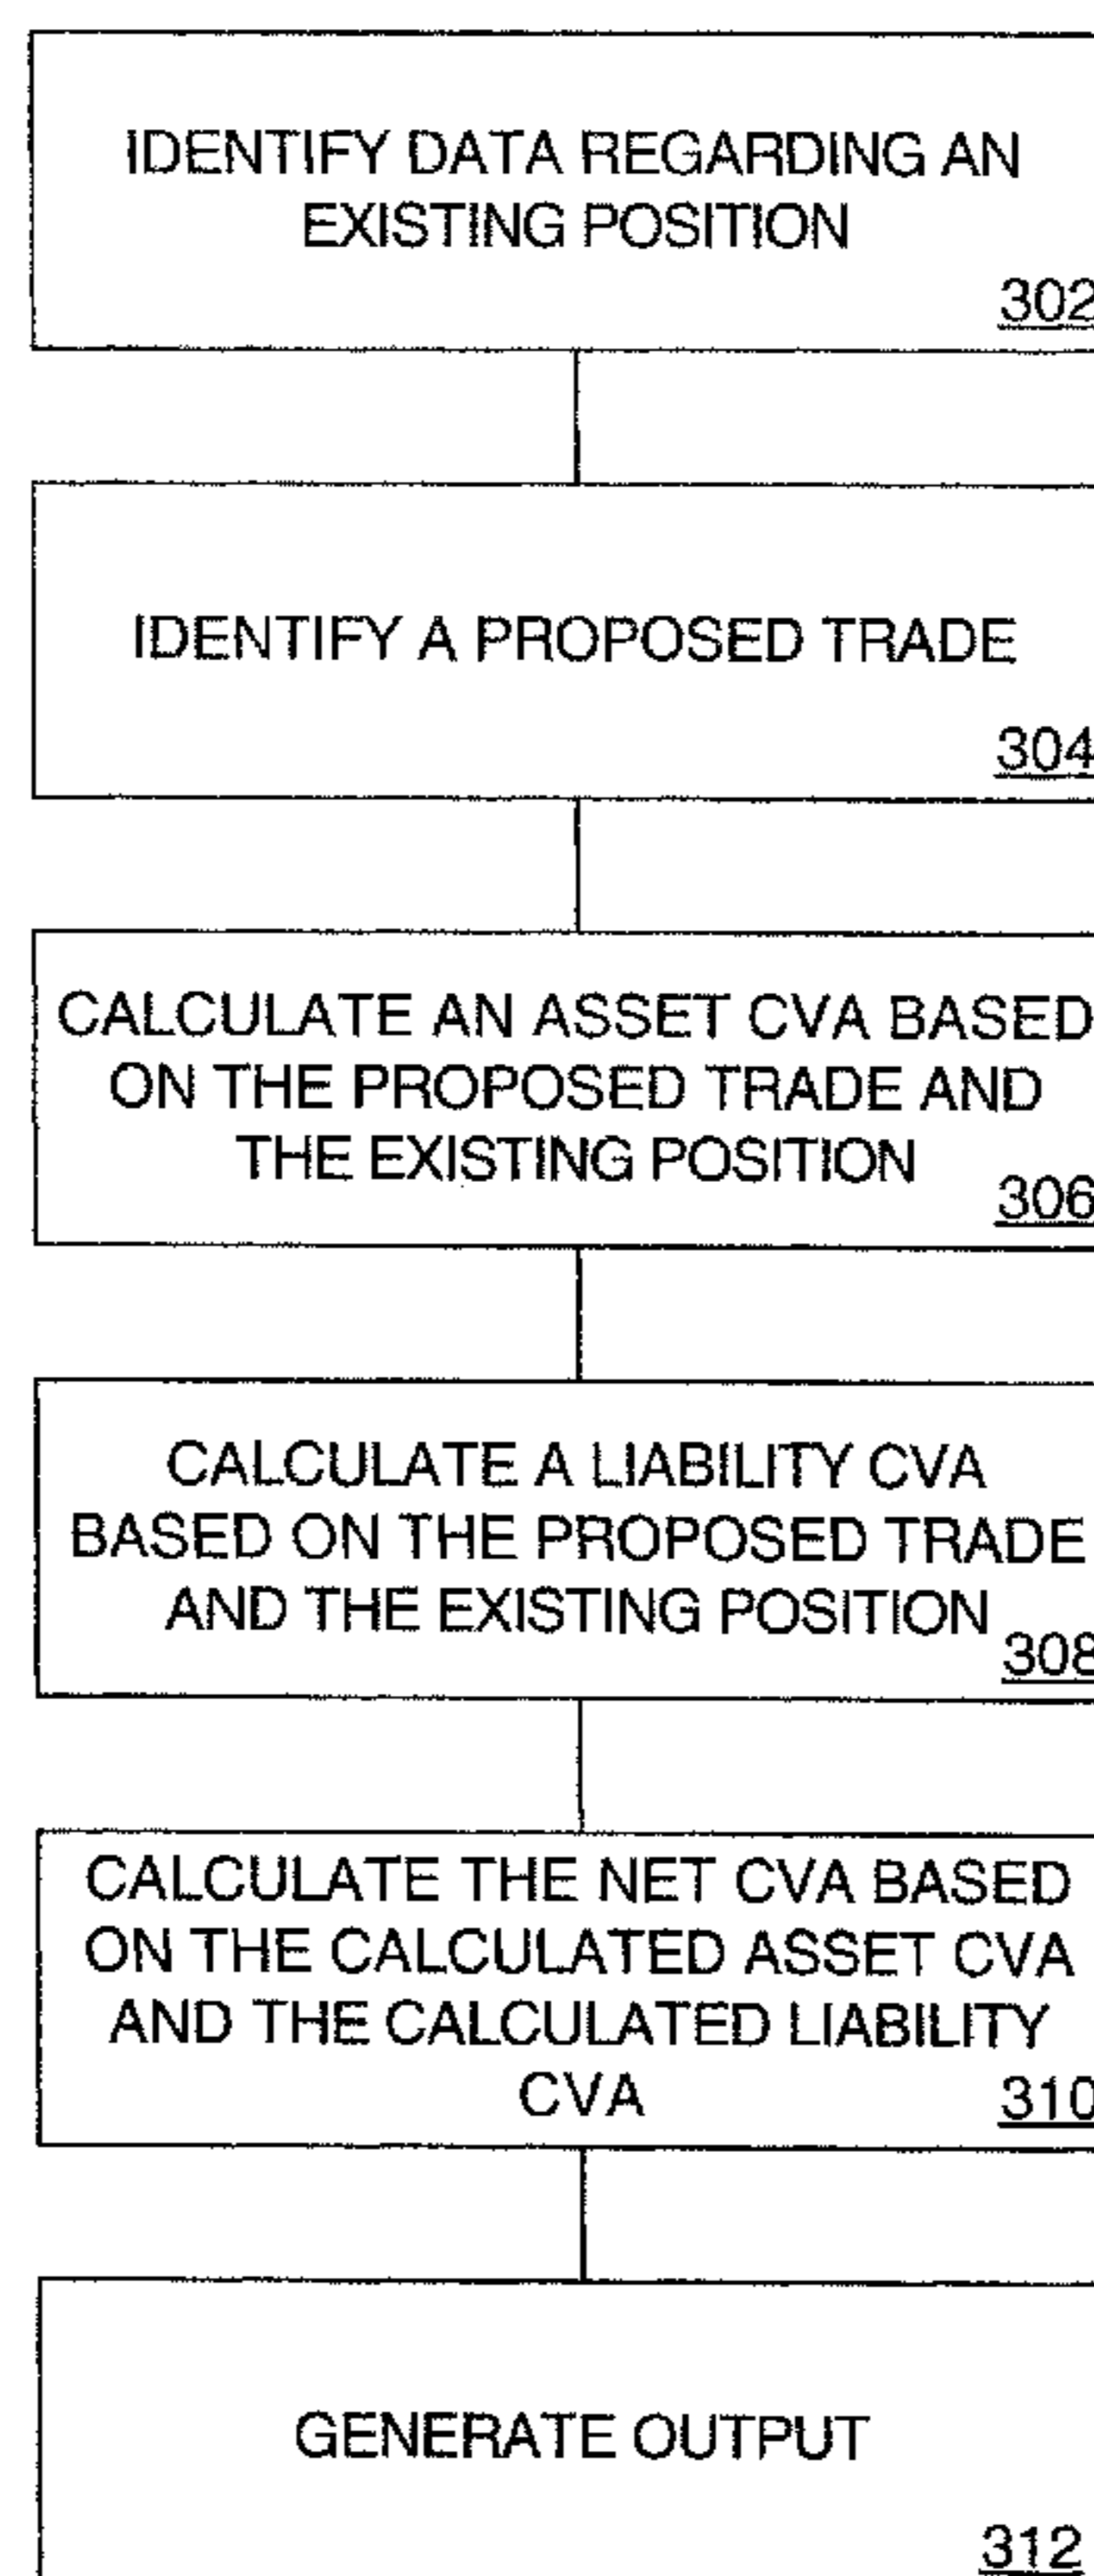 IDENTIFY DATA REGARDING AN
EXISTING POSITION
302
IDENTIFY A PROPOSED TRADE
304
CALCULATE AN ASSET CVA BASED
ON THE PROPOSED TRADE AND
THE EXISTING POSITION
306
CALCULATE A LIABILITY CVA
BASED ON THE PROPOSED TRADE
AND THE EXISTING POSITION
308
CALCULATE THE NET CVA BASED
ON THE CALCULATED ASSET CVA
AND THE CALCULATED LIABILITY
CVA
310
GENERATE OUTPUT
312